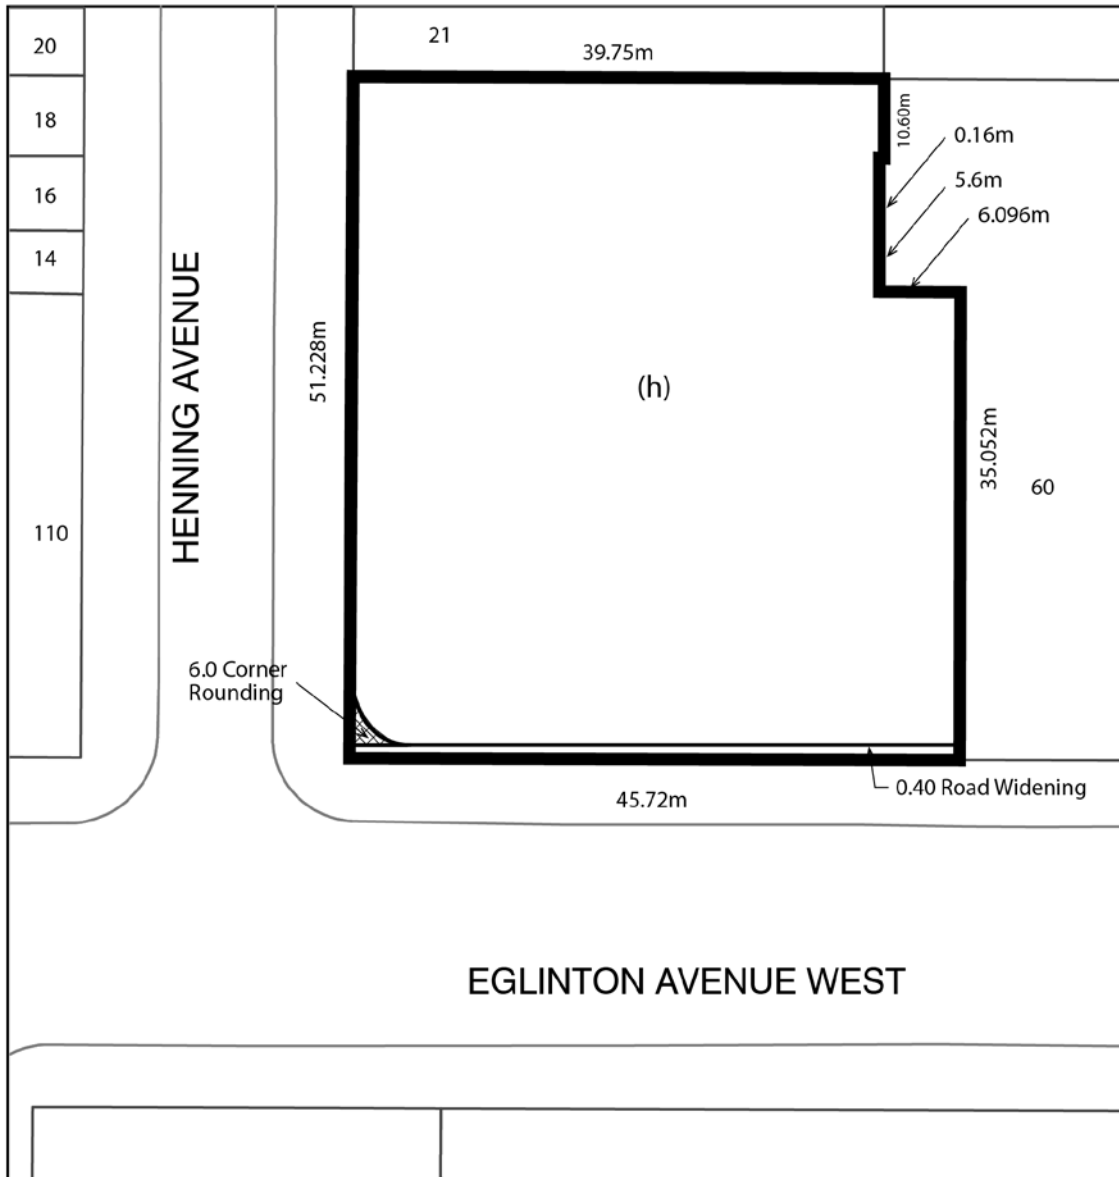 20
21
39.75m
18
10.60m
0.16m
16
5.6m
6.096m
14
HENNING AVENUE
51.228m
(h)
35.052m
60
110
6.0 Corner
Rounding
0.40 Road Widening
45.72m
EGLINTON AVENUE WEST